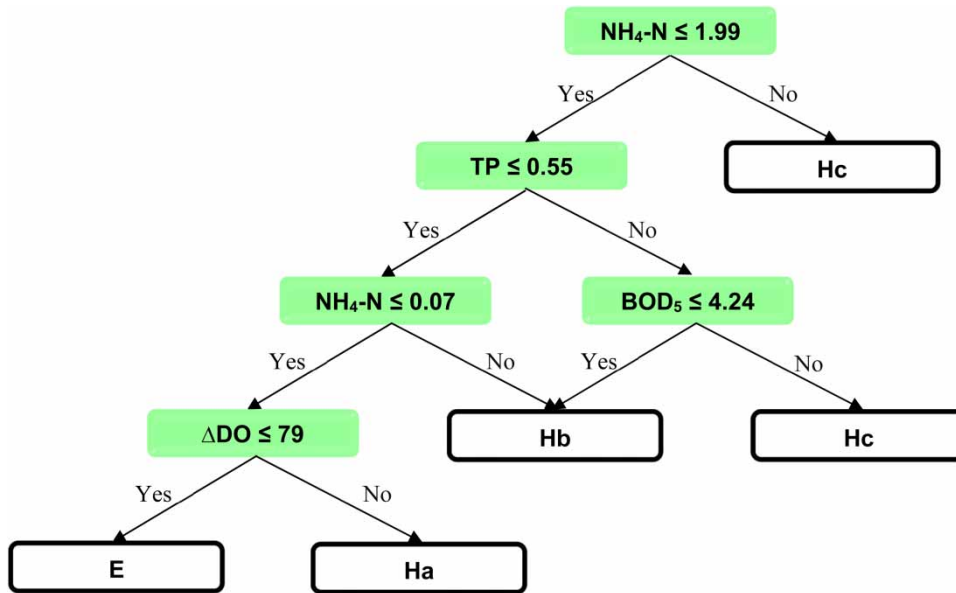 NH₄-N ≤ 1.99
Yes
No
TP ≤ 0.55
Hc
Yes
No
NH₄-N ≤ 0.07
BOD₅ ≤ 4.24
Yes
No
Yes
No
ΔDO ≤ 79
Hb
Hc
Yes
No
E
Ha